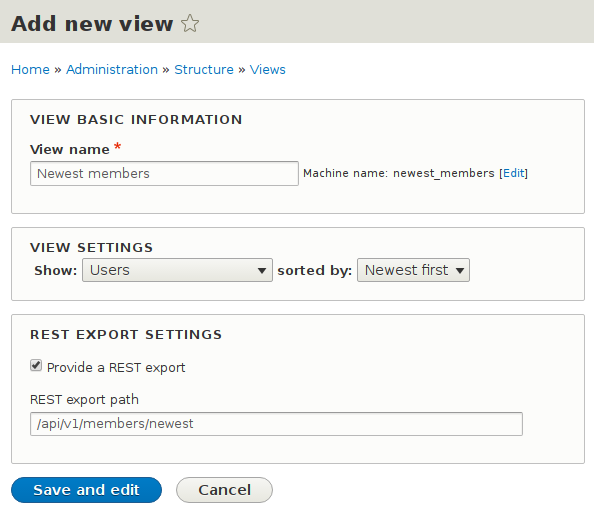 Add new view
Home » Administration » Structure » Views
VIEW BASIC INFORMATION
View name *
Newest members Machine name: newest_members [Edit]
VIEW SETTINGS
Show: Users sorted by: Newest first
REST EXPORT SETTINGS
Provide a REST export
REST export path
/api/v1/members/newest
Save and edit Cancel